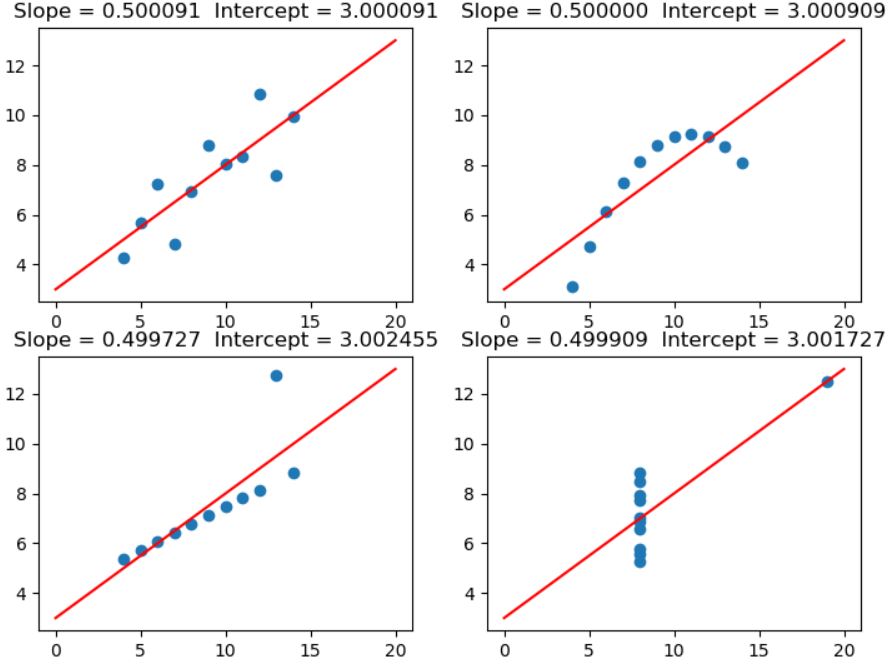 Slope = 0.500091 Intercept = 3.000091
12
10
8
6
4
0 5 10 15 20
Slope = 0.500000 Intercept = 3.000909
12
10
8
6
4
0 5 10 15 20
Slope = 0.499727 Intercept = 3.002455
12
10
8
6
4
0 5 10 15 20
Slope = 0.499909 Intercept = 3.001727
12
10
8
6
4
0 5 10 15 20